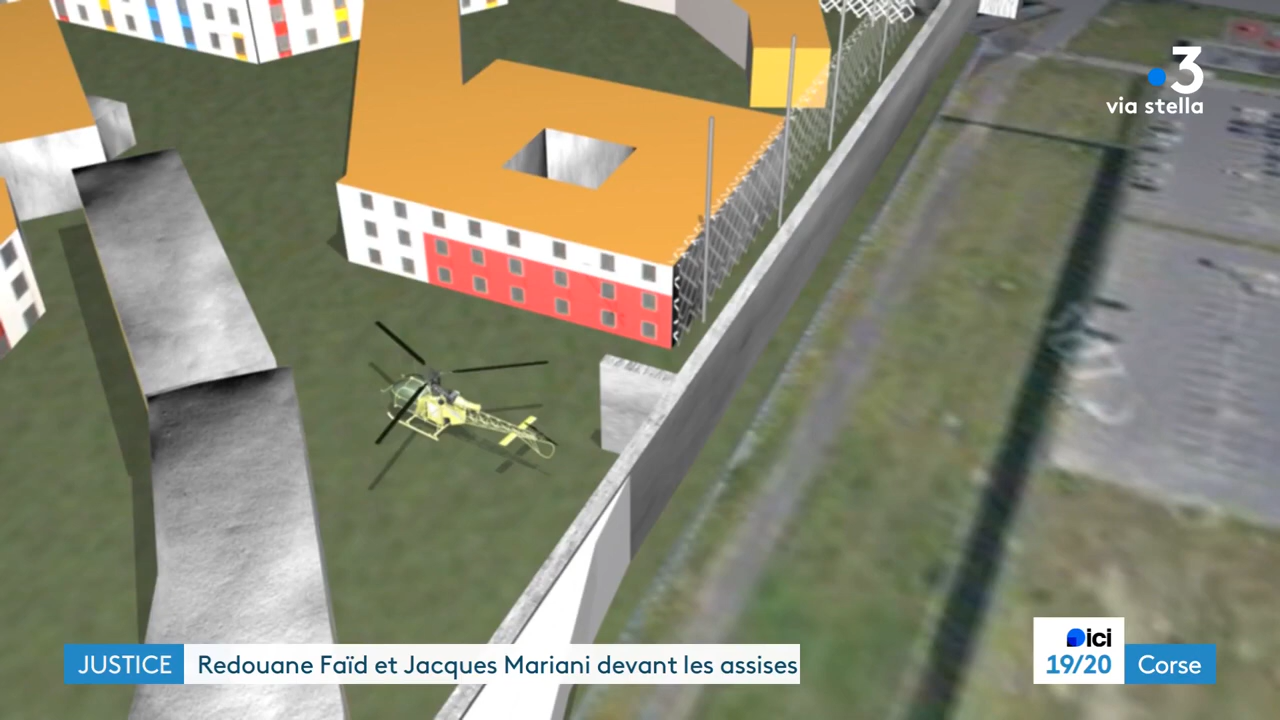 3
via stella
JUSTICE
Redouane Faïd et Jacques Mariani devant les assises
ici
19/20
Corse